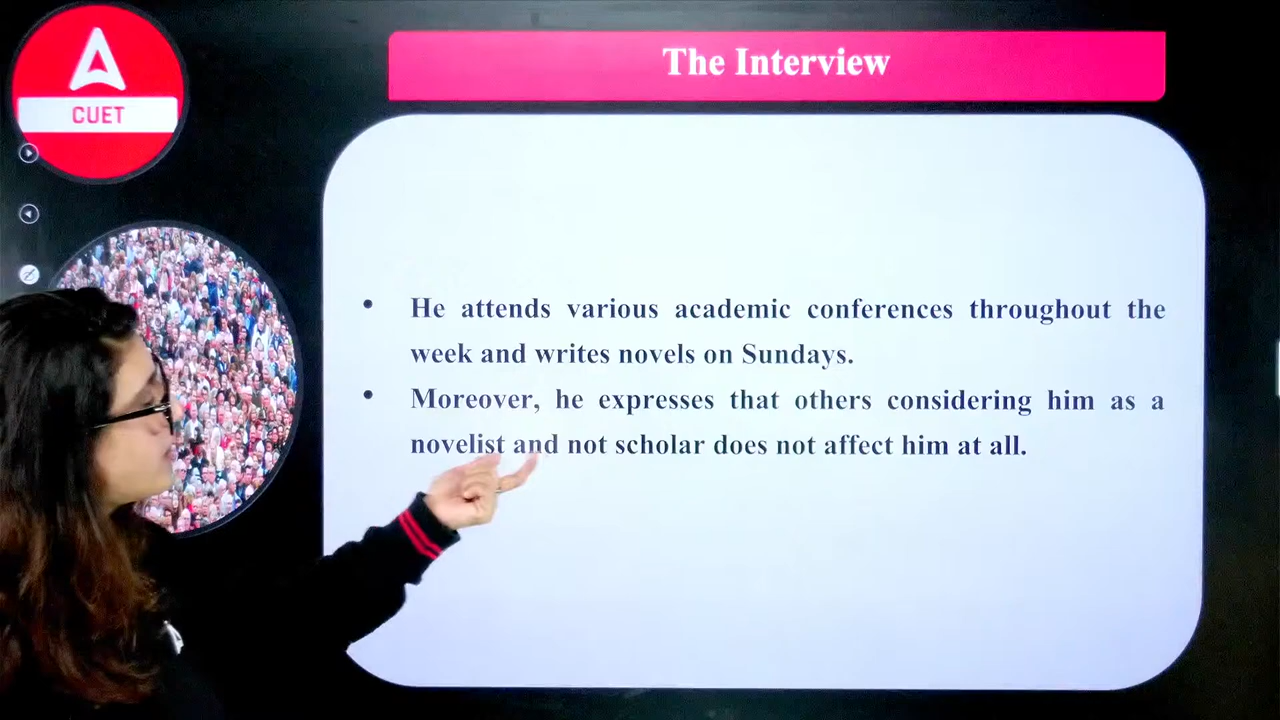 CUET
The Interview
• He attends various academic conferences throughout the
week and writes novels on Sundays.
• Moreover, he expresses that others considering him as a
novelist and not scholar does not affect him at all.